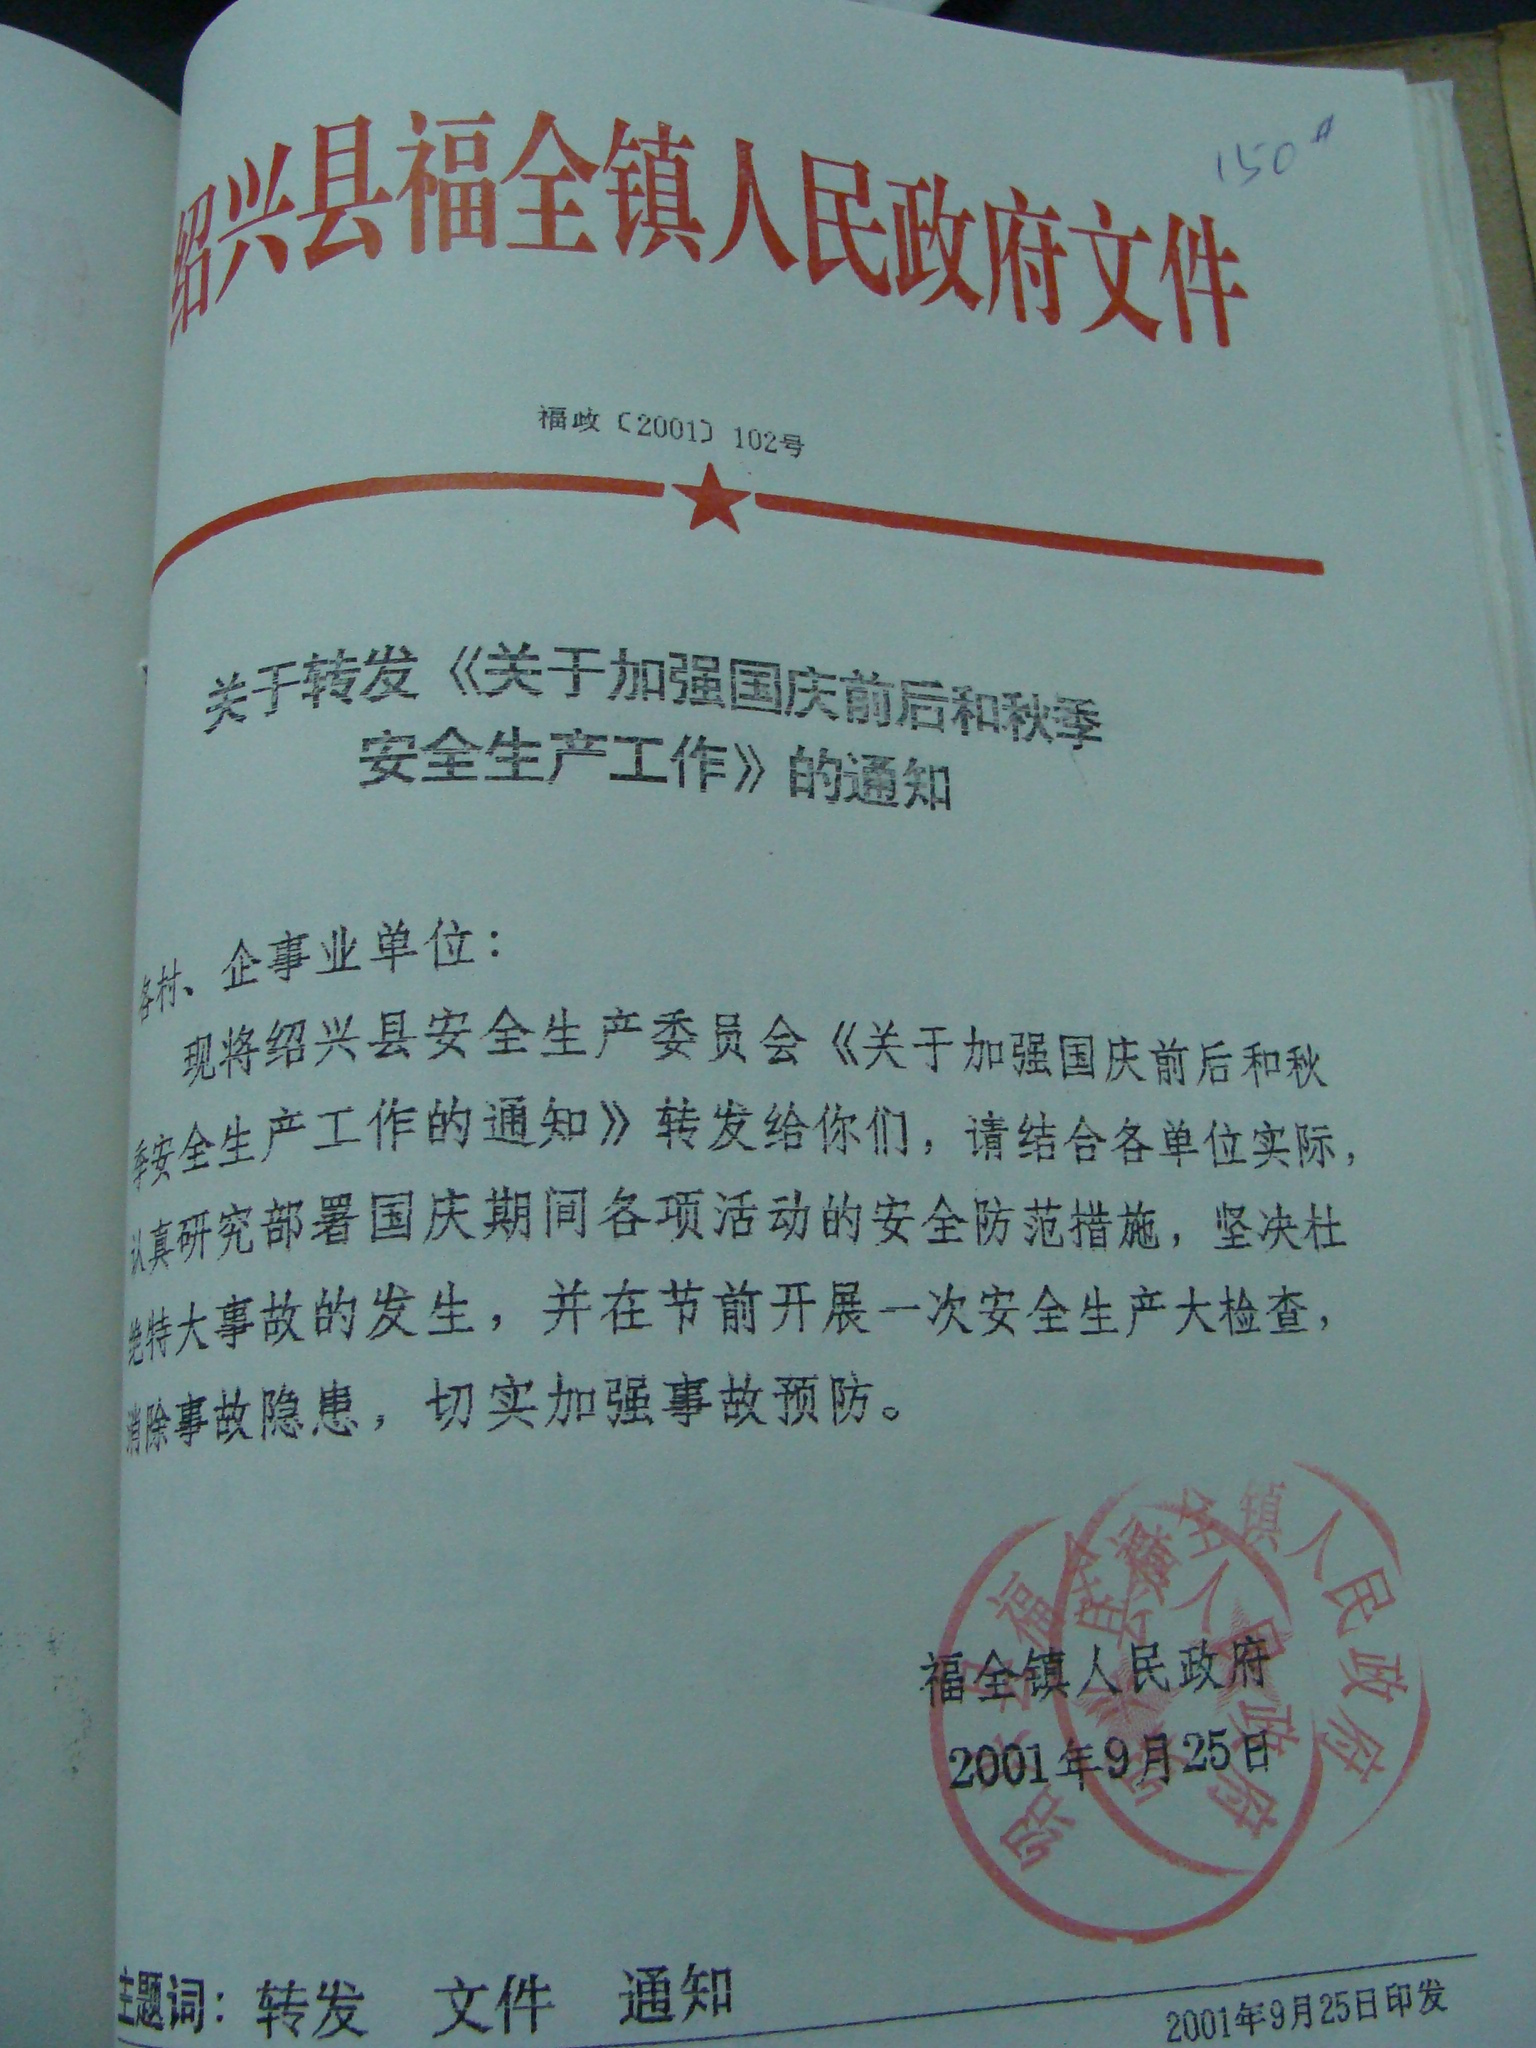 绍兴县福全镇人民政府文件
150
福政〔2001〕102号
关于转发《关于加强国庆前后和秋季
安全生产工作》的通知
各村、企事业单位：
现将绍兴县安全生产委员会《关于加强国庆前后和秋
季安全生产工作的通知》转发给你们，请结合各单位实际，
认真研究部署国庆期间各项活动的安全防范措施，坚决杜
绝特大事故的发生，并在节前开展一次安全生产大检查，
消除事故隐患，切实加强事故预防。
福全镇人民政府
2001年9月25日
主题词：转发 文件 通知
2001年9月25日印发